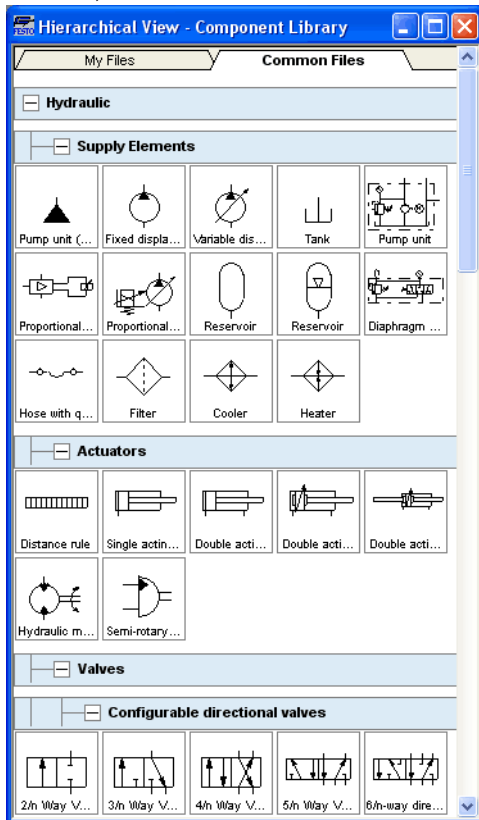 FESTO Hierarchical View - Component Library
My Files Common Files
Hydraulic
Supply Elements
Pump unit (... Fixed displa... Variable dis... Tank Pump unit
Proportional... Proportional... Reservoir Reservoir Diaphragm ...
Hose with q... Filter Cooler Heater
Actuators
Distance rule Single actin... Double acti... Double acti... Double acti...
Hydraulic m... Semi-rotary...
Valves
Configurable directional valves
2/n Way V... 3/n Way V... 4/n Way V... 5/n Way V... 6/n-way dire...